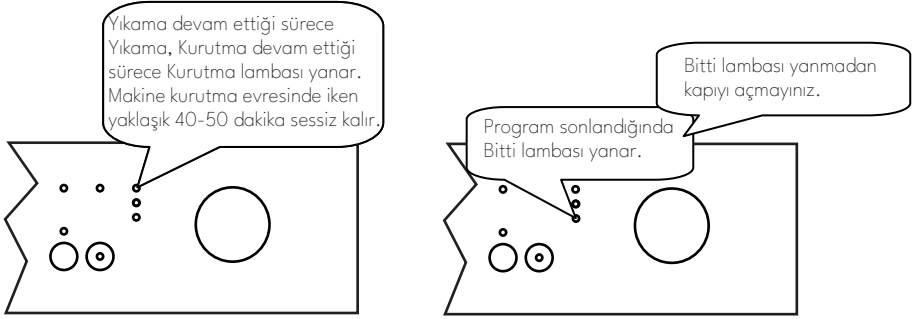 Yıkama devam ettiği sürece
Yıkama, Kurutma devam ettiği
sürece Kurutma lambası yanar.
Makine kurutma evresinde iken
yaklaşık 40-50 dakika sessiz kalır.
Program sonlandığında
Bitti lambası yanar.
Bitti lambası yanmadan
kapıyı açmayınız.